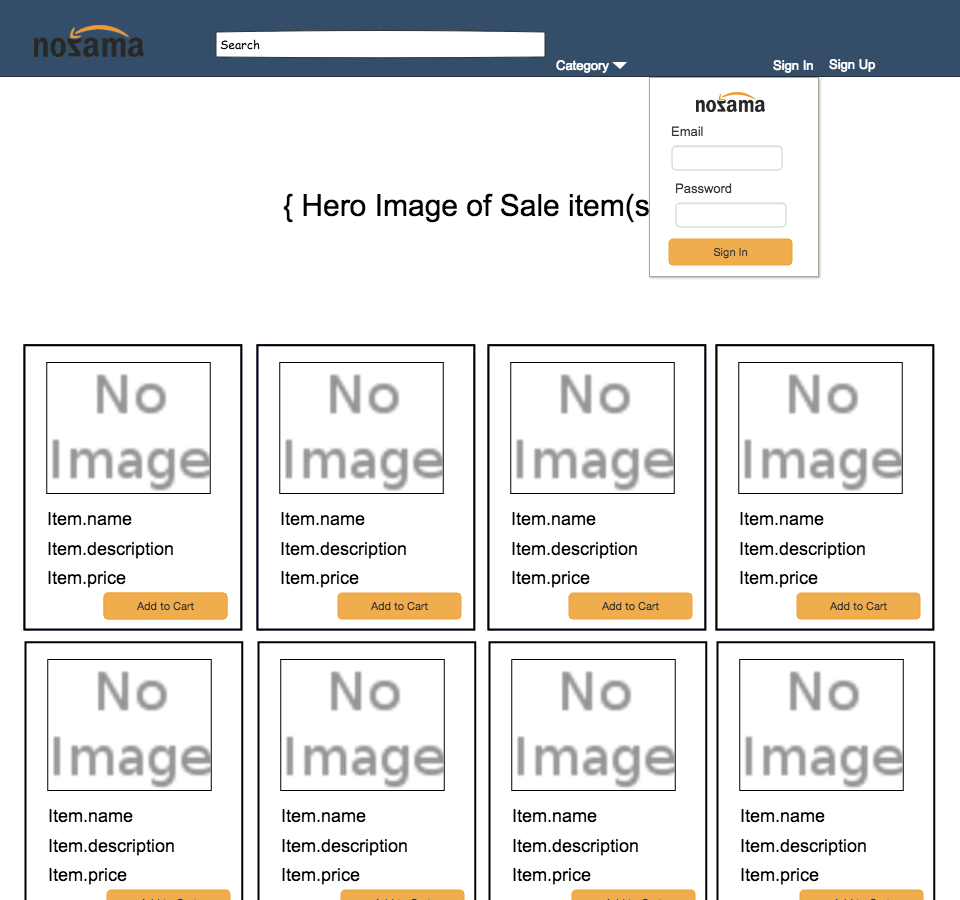 nozama
Search
Category
Sign In
Sign Up
nozama
Email
Password
Sign In
{ Hero Image of Sale item(s
No Image
No Image
No Image
No Image
Item.name
Item.name
Item.name
Item.name
Item.description
Item.description
Item.description
Item.description
Item.price
Item.price
Item.price
Item.price
Add to Cart
Add to Cart
Add to Cart
Add to Cart
No Image
No Image
No Image
No Image
Item.name
Item.name
Item.name
Item.name
Item.description
Item.description
Item.description
Item.description
Item.price
Item.price
Item.price
Item.price